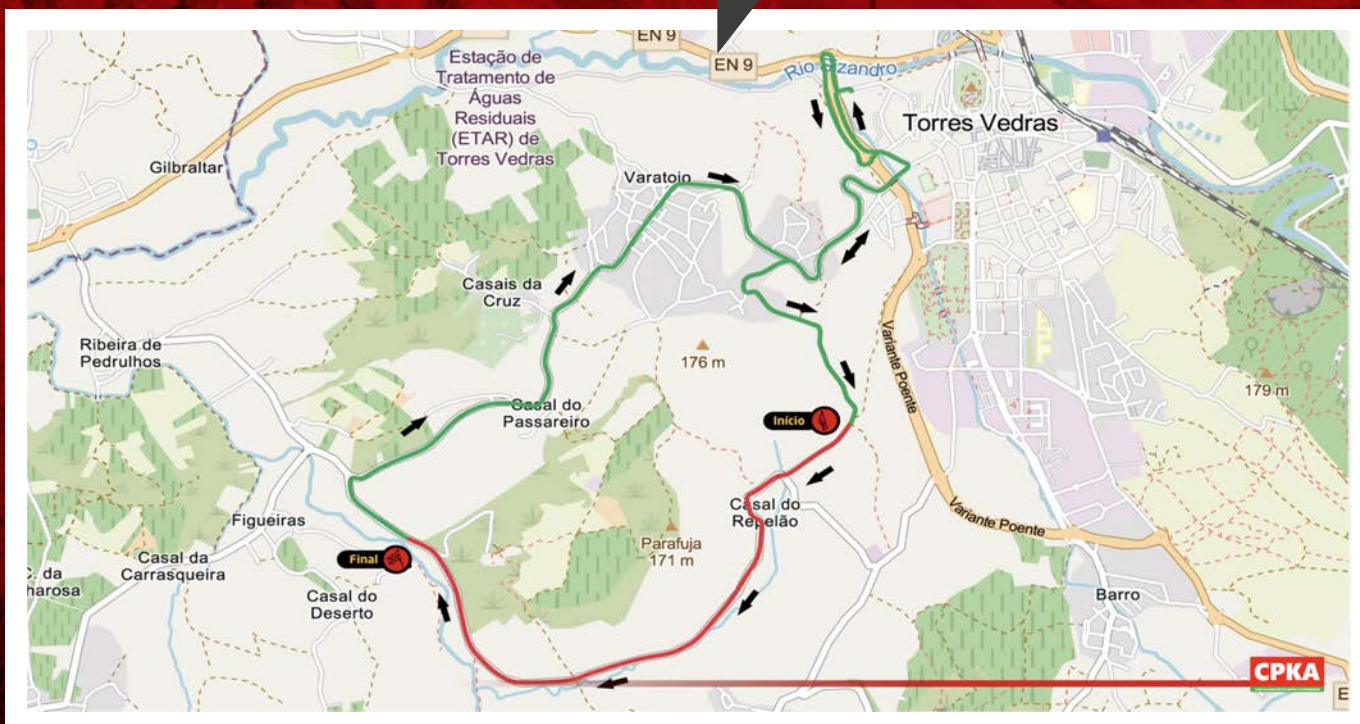 EN 9
Estação de
Tratamento de
Águas
Residuais
(ETAR) de
Torres Vedras
EN 9
Rio Sizandro
Torres Vedras
Gilbraltar
Varatojo
Casais da
Cruz
Ribeira de
Pedrulhos
176 m
Variante Poente
179 m
Casal do
Passareiro
Início
Casal do
Repelão
Variante Poente
Figueiras
Parafuja
171 m
Final
Casal da
Carrasqueira
C. da
Casal do
Deserto
Barro
CPKA
E